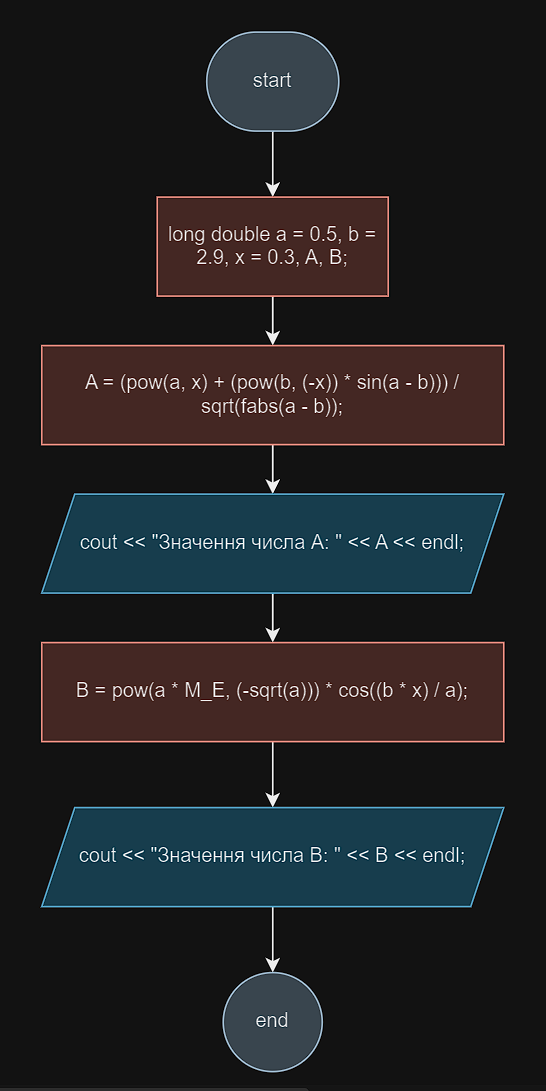 start
long double a = 0.5, b =
2.9, x = 0.3, A, B;
A = (pow(a, x) + (pow(b, (-x)) * sin(a - b))) /
sqrt(fabs(a - b));
cout << "Значення числа A: " << A << endl;
B = pow(a * M_E, (-sqrt(a))) * cos((b * x) / a);
cout << "Значення числа B: " << B << endl;
end